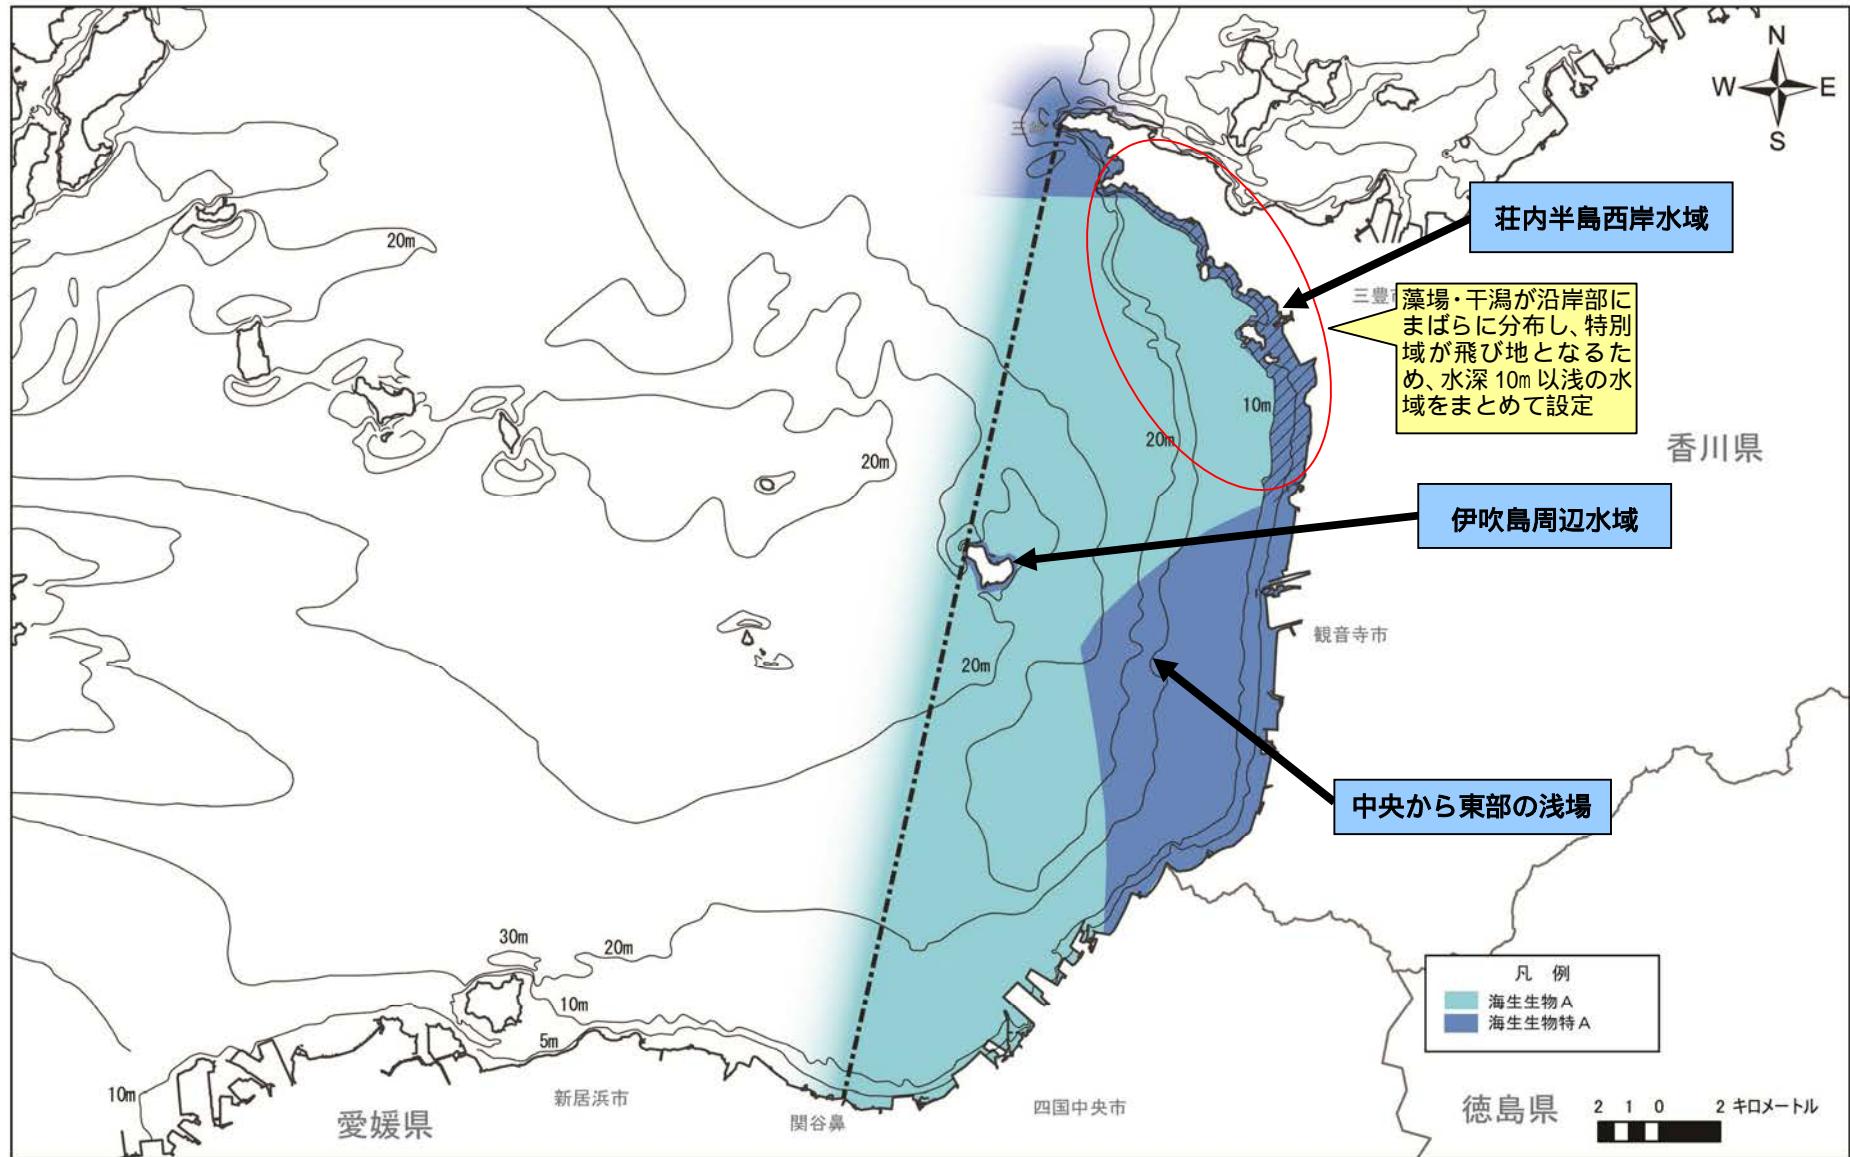 N
W E
S
三崎
荘内半島西岸水域
三豊市
藻場・干潟が沿岸部に
まばらに分布し、特別
域が飛び地となるた
め、水深10m以浅の水
域をまとめて設定
20m
10m
20m
20m
香川県
伊吹島周辺水域
観音寺市
20m
中央から東部の浅場
30m
20m
10m
5m
10m
凡 例
海生生物A
海生生物特A
新居浜市
愛媛県
関谷鼻
四国中央市
徳島県
2 1 0 2 キロメートル